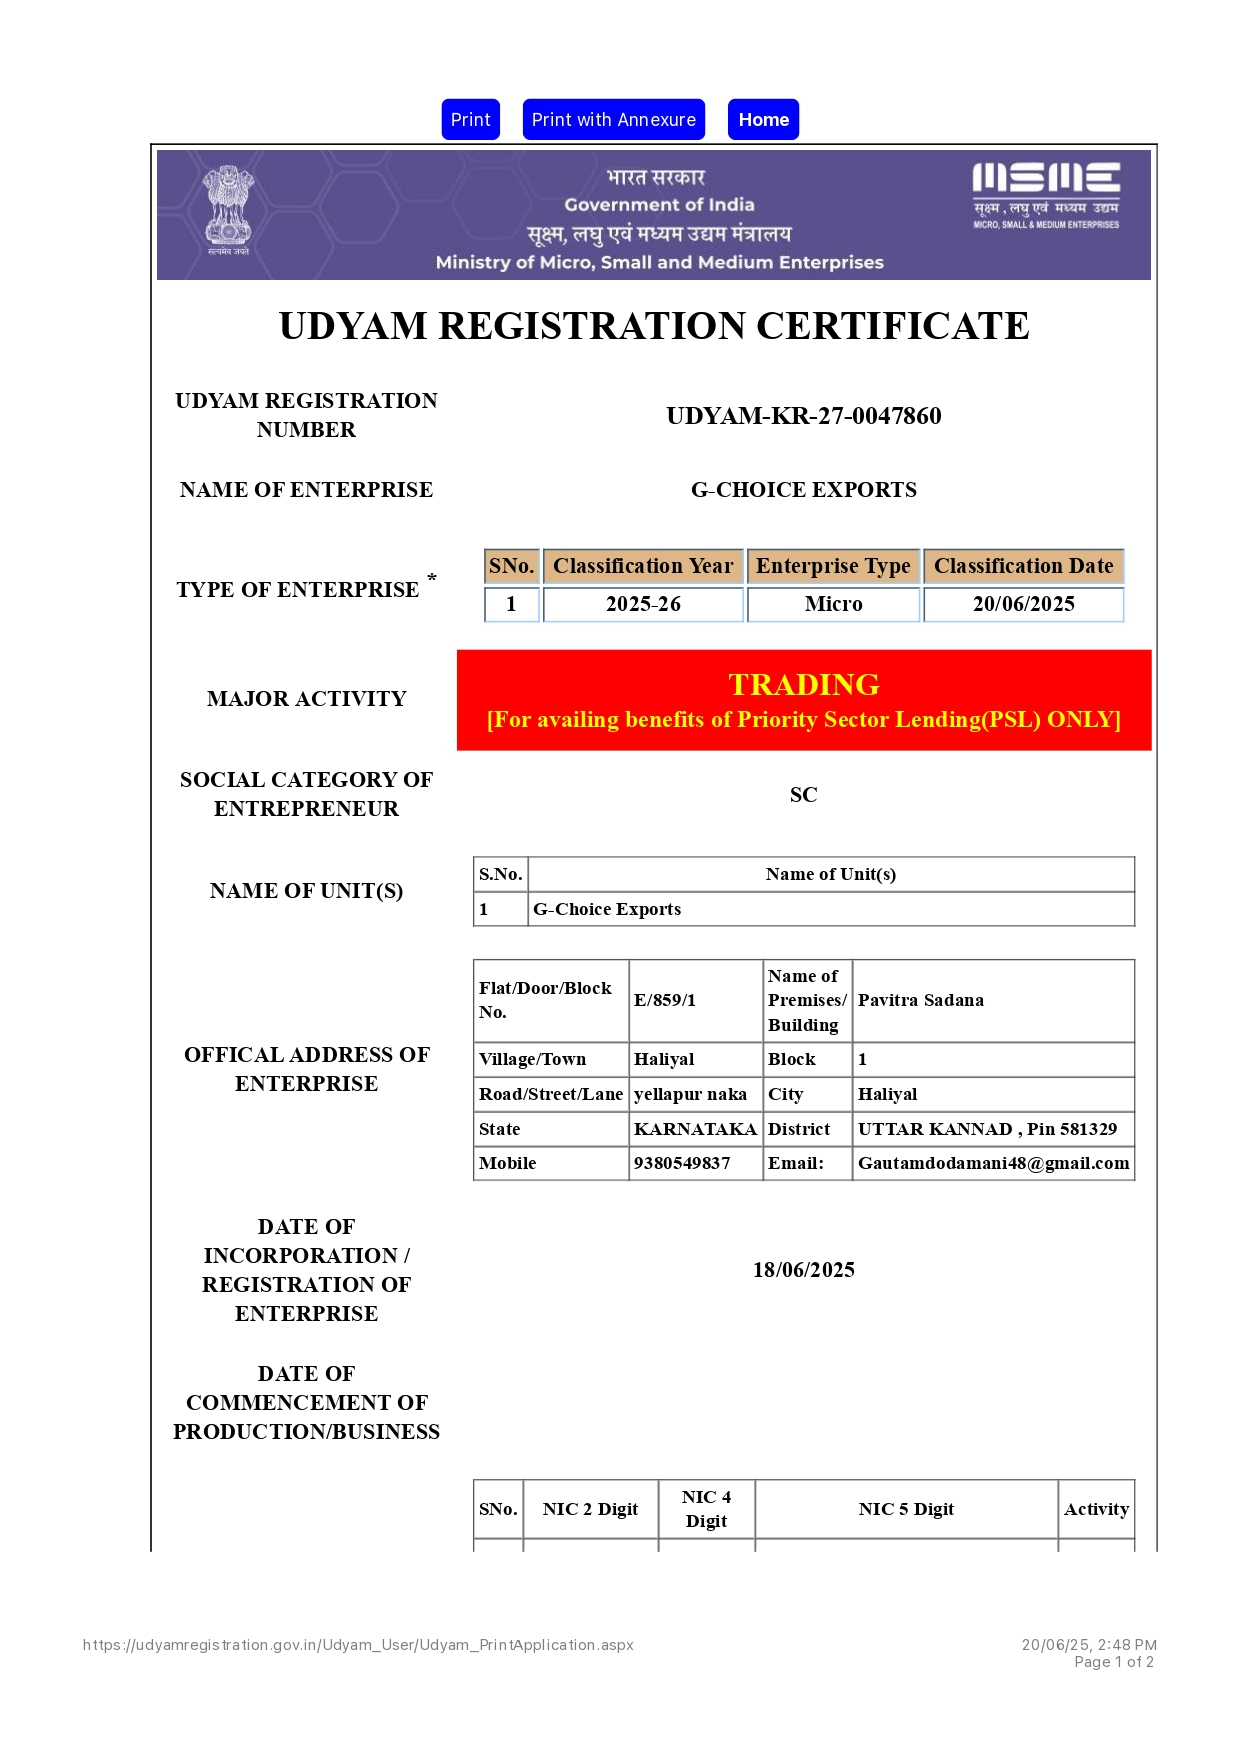 Print
Print with Annexure
Home
भारत सरकार
Government of India
सूक्ष्म, लघु एवं मध्यम उद्यम मंत्रालय
Ministry of Micro, Small and Medium Enterprises
सत्यमेव जयते
MSME
सूक्ष्म , लघु एवं मध्यम उद्यम
MICRO, SMALL & MEDIUM ENTERPRISES
UDYAM REGISTRATION CERTIFICATE
UDYAM REGISTRATION
NUMBER
UDYAM-KR-27-0047860
NAME OF ENTERPRISE
G-CHOICE EXPORTS
TYPE OF ENTERPRISE *
SNo. Classification Year Enterprise Type Classification Date
1 2025-26 Micro 20/06/2025
MAJOR ACTIVITY
TRADING
[For availing benefits of Priority Sector Lending(PSL) ONLY]
SOCIAL CATEGORY OF
ENTREPRENEUR
SC
NAME OF UNIT(S)
S.No. Name of Unit(s)
1 G-Choice Exports
OFFICAL ADDRESS OF
ENTERPRISE
Flat/Door/Block
No.
E/859/1
Name of
Premises/
Building
Pavitra Sadana
Village/Town Haliyal Block 1
Road/Street/Lane yellapur naka City Haliyal
State KARNATAKA District UTTAR KANNAD , Pin 581329
Mobile 9380549837 Email: Gautamdodamani48@gmail.com
DATE OF
INCORPORATION /
REGISTRATION OF
ENTERPRISE
18/06/2025
DATE OF
COMMENCEMENT OF
PRODUCTION/BUSINESS
SNo. NIC 2 Digit
NIC 4
Digit
NIC 5 Digit Activity
https://udyamregistration.gov.in/Udyam_User/Udyam_PrintApplication.aspx
20/06/25, 2:48 PM
Page 1 of 2